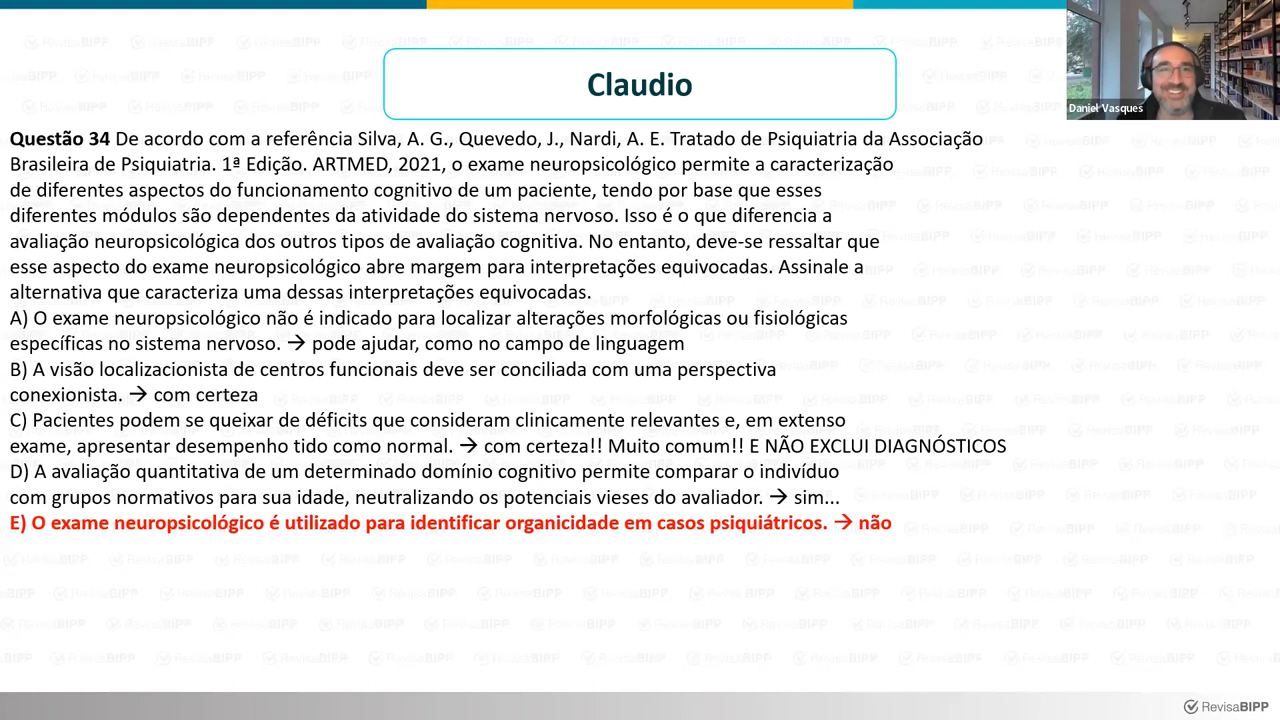 Claudio
Daniel Vasques
Questão 34 De acordo com a referência Silva, A. G., Quevedo, J., Nardi, A. E. Tratado de Psiquiatria da Associação
Brasileira de Psiquiatria. 1ª Edição. ARTMED, 2021, o exame neuropsicológico permite a caracterização
de diferentes aspectos do funcionamento cognitivo de um paciente, tendo por base que esses
diferentes módulos são dependentes da atividade do sistema nervoso. Isso é o que diferencia a
avaliação neuropsicológica dos outros tipos de avaliação cognitiva. No entanto, deve-se ressaltar que
esse aspecto do exame neuropsicológico abre margem para interpretações equivocadas. Assinale a
alternativa que caracteriza uma dessas interpretações equivocadas.
A) O exame neuropsicológico não é indicado para localizar alterações morfológicas ou fisiológicas
específicas no sistema nervoso. → pode ajudar, como no campo de linguagem
B) A visão localizacionista de centros funcionais deve ser conciliada com uma perspectiva
conexionista. → com certeza
C) Pacientes podem se queixar de déficits que consideram clinicamente relevantes e, em extenso
exame, apresentar desempenho tido como normal. → com certeza!! Muito comum!! E NÃO EXCLUI DIAGNÓSTICOS
D) A avaliação quantitativa de um determinado domínio cognitivo permite comparar o indivíduo
com grupos normativos para sua idade, neutralizando os potenciais vieses do avaliador. → sim...
E) O exame neuropsicológico é utilizado para identificar organicidade em casos psiquiátricos. → não
RevisaBIPP